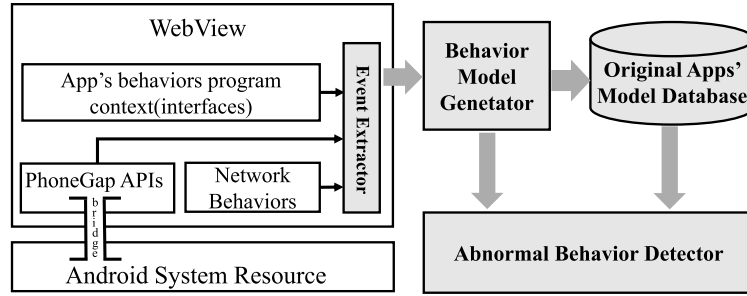 WebView
App's behaviors program
context(interfaces)
Event Extractor
PhoneGap APIs
Network
Behaviors
bridge
Android System Resource
Behavior
Model
Genetator
Original Apps'
Model Database
Abnormal Behavior Detector